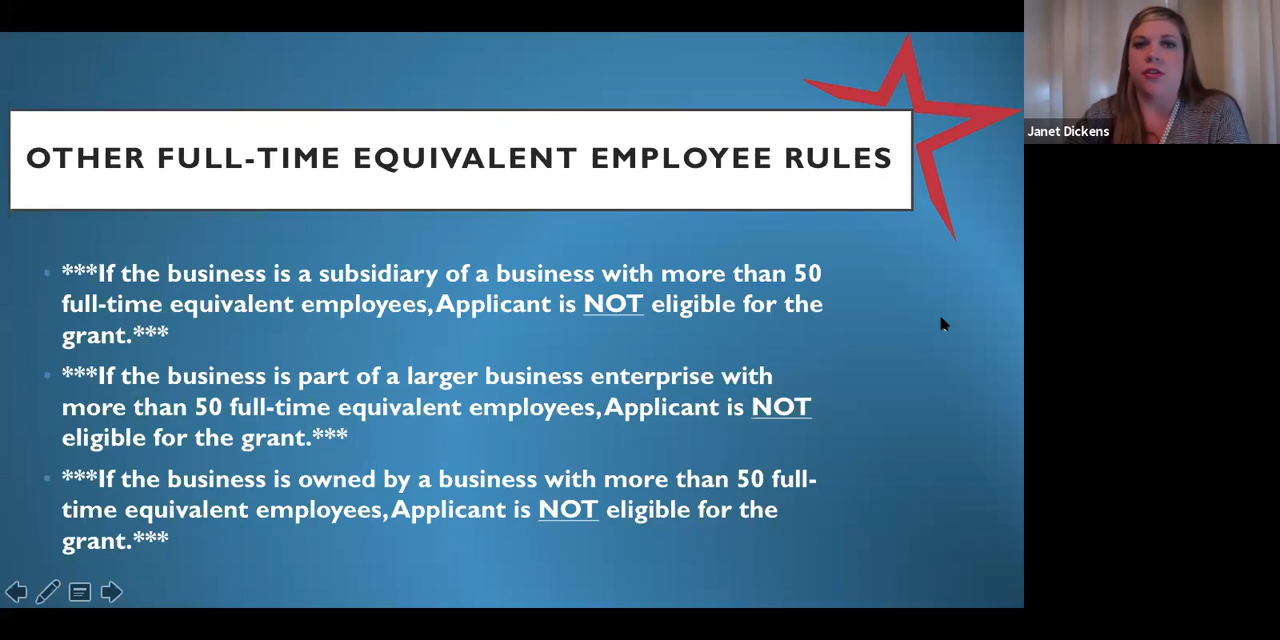 OTHER FULL-TIME EQUIVALENT EMPLOYEE RULES
Janet Dickens
***If the business is a subsidiary of a business with more than 50
full-time equivalent employees, Applicant is NOT eligible for the
grant.***
***If the business is part of a larger business enterprise with
more than 50 full-time equivalent employees, Applicant is NOT
eligible for the grant.***
***If the business is owned by a business with more than 50 full-
time equivalent employees, Applicant is NOT eligible for the
grant.***